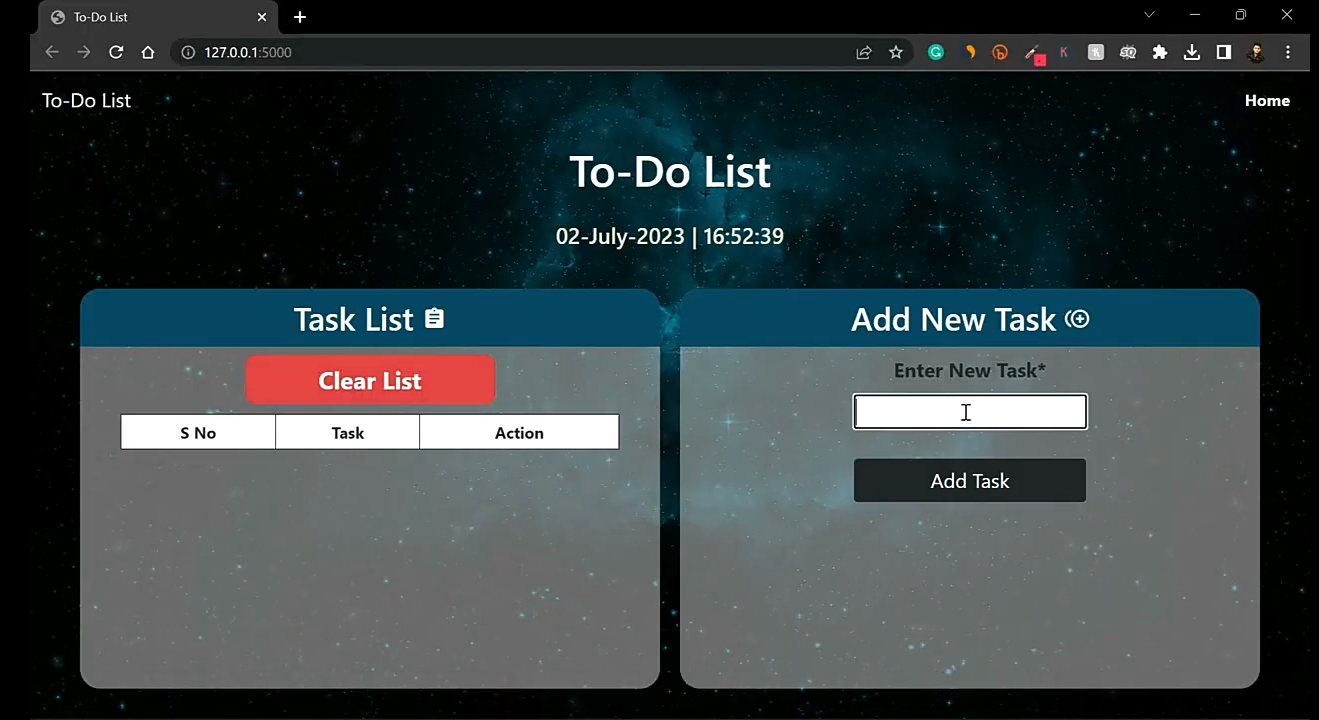 To-Do List
127.0.0.1:5000
To-Do List
Home
To-Do List
02-July-2023 | 16:52:39
Task List
Clear List
S No Task Action
Add New Task
Enter New Task*
Add Task